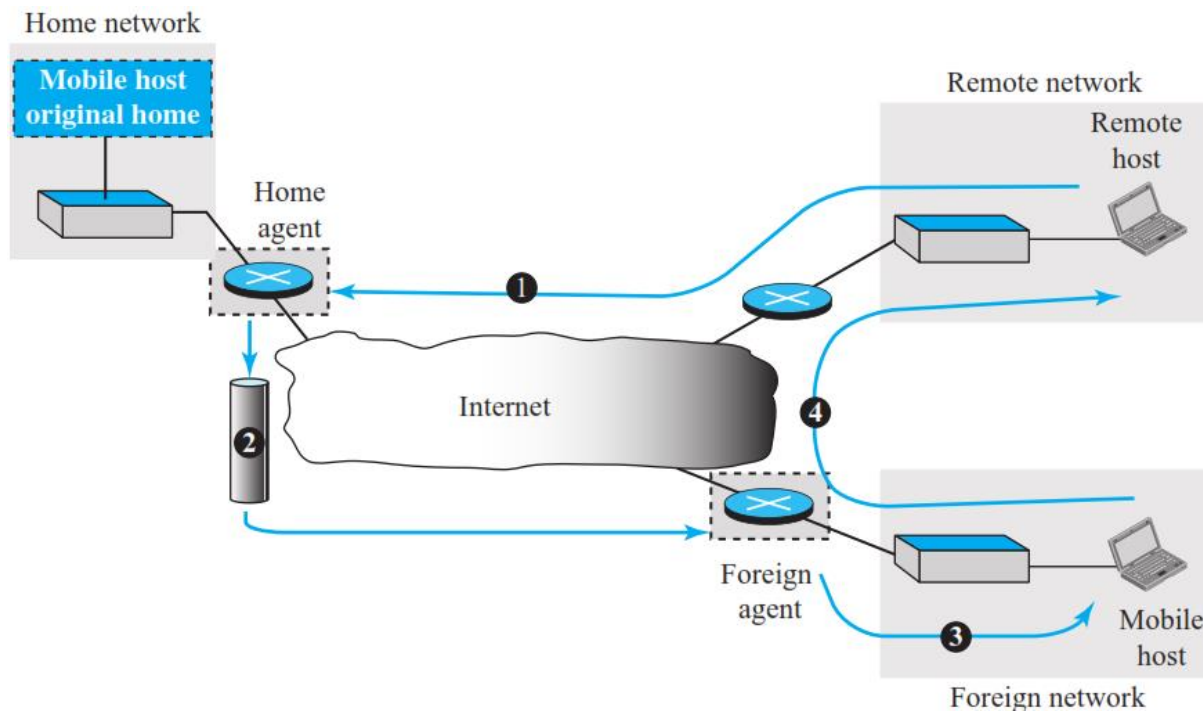 Home network
Mobile host
original home
Home
agent
Remote network
Remote
host
1
Internet
2
4
Foreign
agent
3
Mobile
host
Foreign network